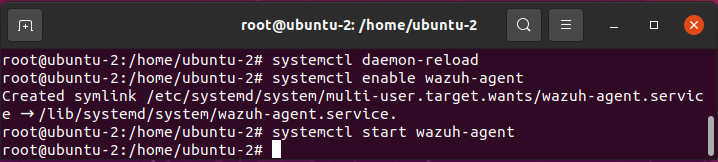 root@ubuntu-2: /home/ubuntu-2
root@ubuntu-2:/home/ubuntu-2# systemctl daemon-reload
root@ubuntu-2:/home/ubuntu-2# systemctl enable wazuh-agent
Created symlink /etc/systemd/system/multi-user.target.wants/wazuh-agent.servic
e → /lib/systemd/system/wazuh-agent.service.
root@ubuntu-2:/home/ubuntu-2# systemctl start wazuh-agent
root@ubuntu-2:/home/ubuntu-2#